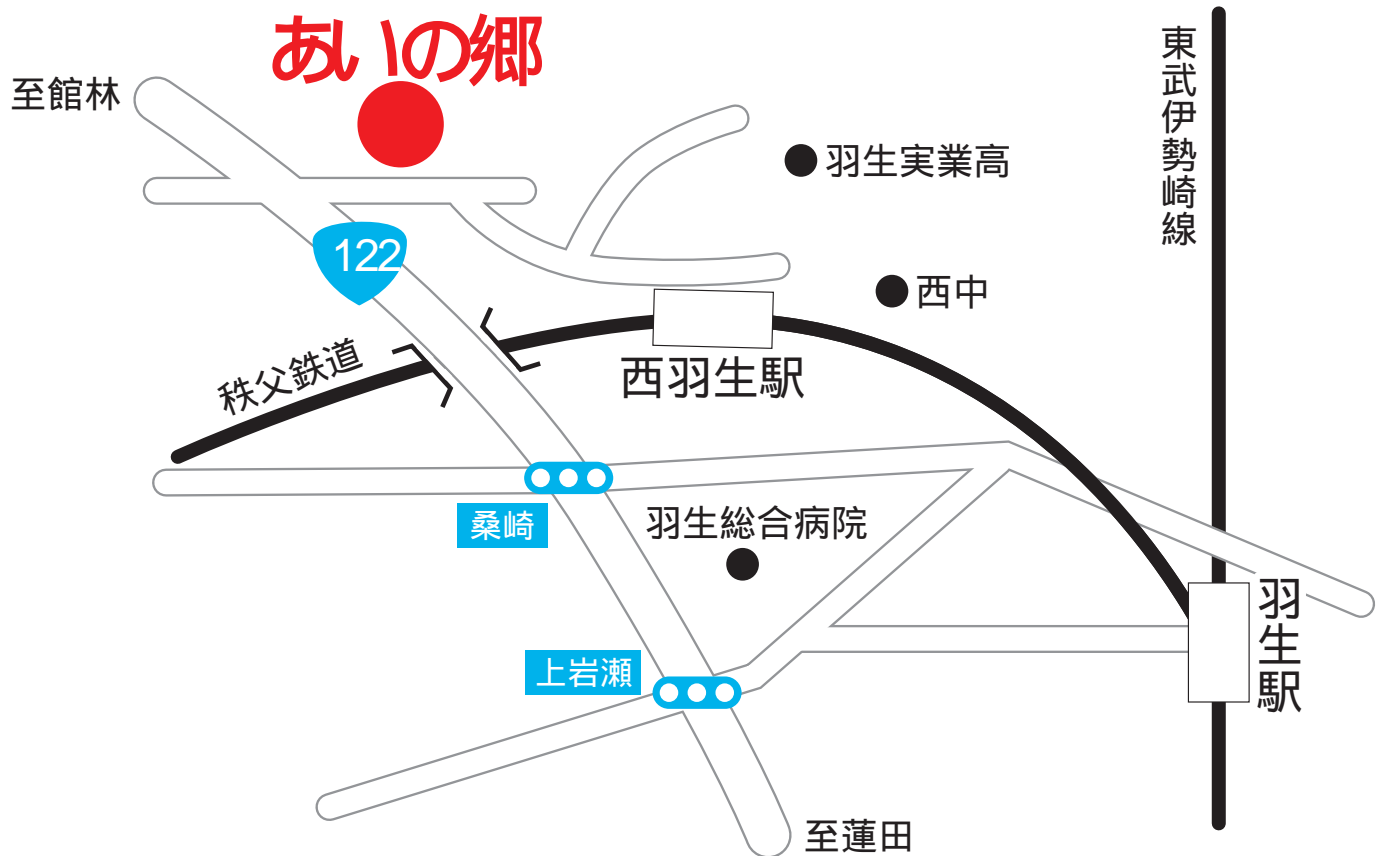 あいの郷
至館林
東武伊勢崎線
羽生実業高
122
西中
秩父鉄道
西羽生駅
桑崎
羽生総合病院
羽生駅
上岩瀬
至蓮田